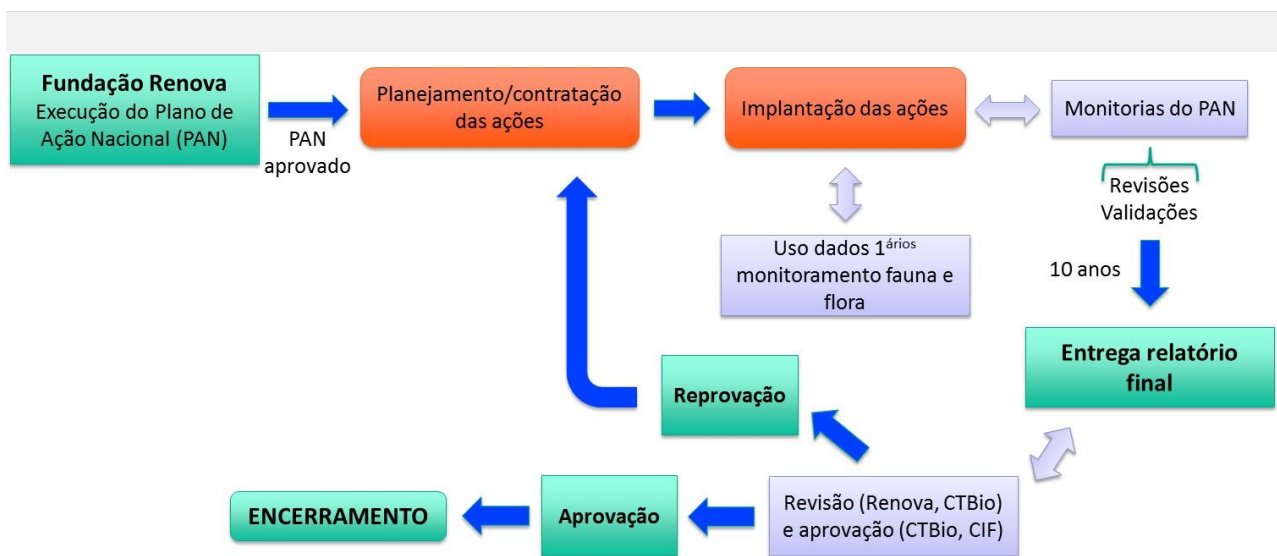 Fundação Renova
Execução do Plano de
Ação Nacional (PAN)
PAN
aprovado
Planejamento/contratação
das ações
Implantação das ações
Monitorias do PAN
Revisões
Validações
Uso dados 1ários
monitoramento fauna e
flora
10 anos
Entrega relatório
final
Reprovação
Revisão (Renova, CTBio)
e aprovação (CTBio, CIF)
Aprovação
ENCERRAMENTO